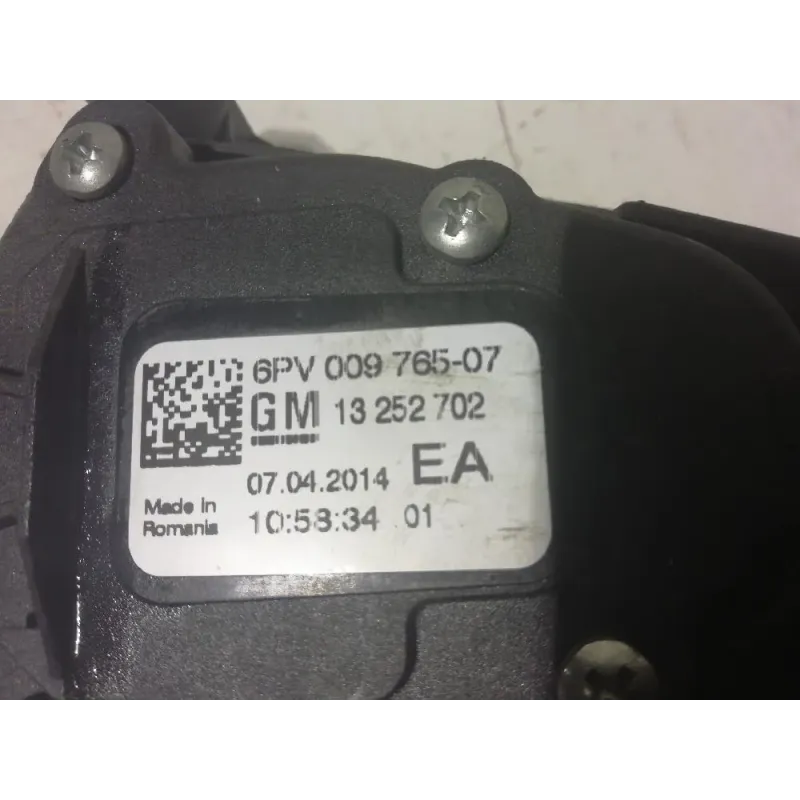 6PV 009 765-07
GM 13 252 702
07.04.2014 EA
Made in
Romania
10:58:34 01